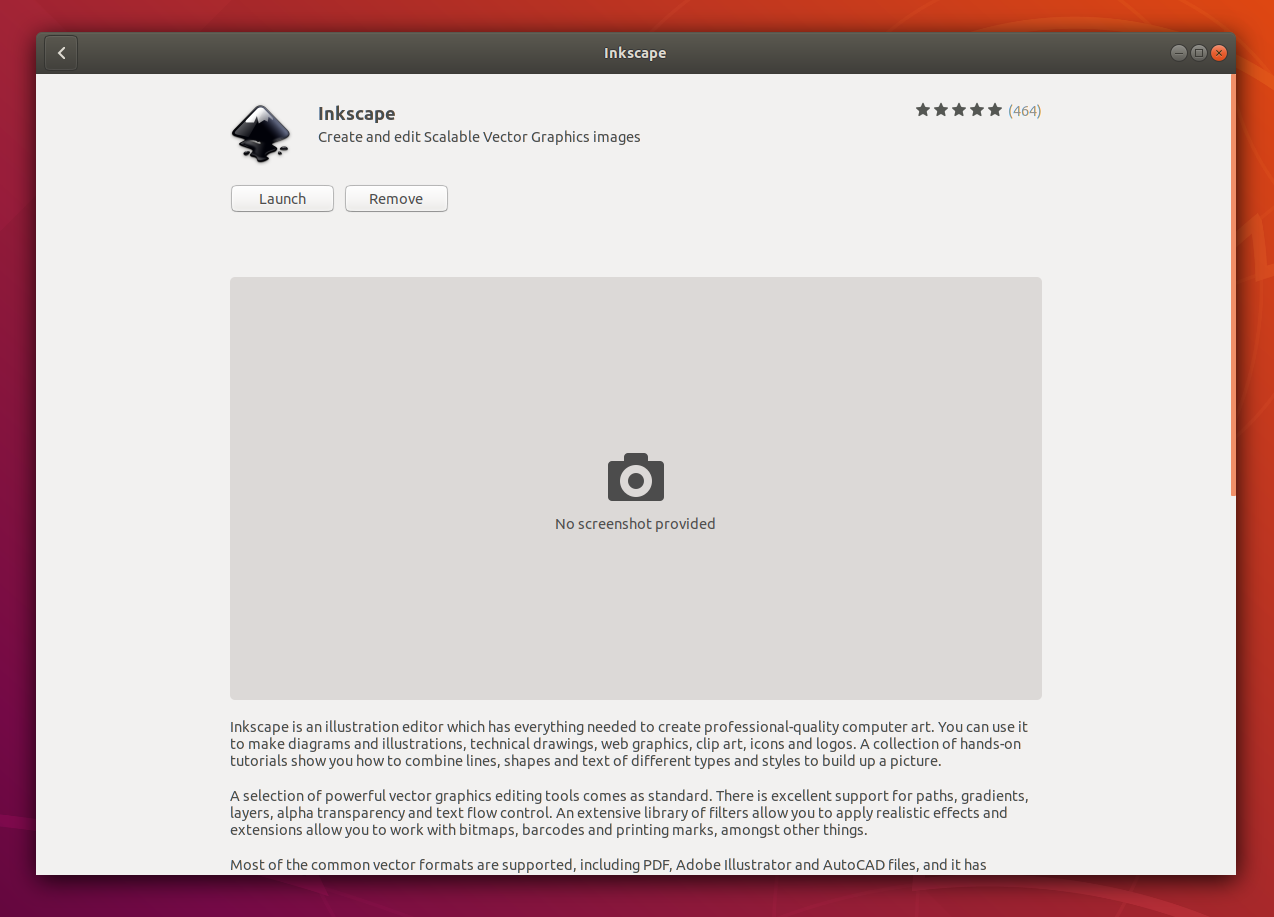 Inkscape
Inkscape
(464)
Create and edit Scalable Vector Graphics images
Launch
Remove
No screenshot provided
Inkscape is an illustration editor which has everything needed to create professional-quality computer art. You can use it
to make diagrams and illustrations, technical drawings, web graphics, clip art, icons and logos. A collection of hands-on
tutorials show you how to combine lines, shapes and text of different types and styles to build up a picture.
A selection of powerful vector graphics editing tools comes as standard. There is excellent support for paths, gradients,
layers, alpha transparency and text flow control. An extensive library of filters allow you to apply realistic effects and
extensions allow you to work with bitmaps, barcodes and printing marks, amongst other things.
Most of the common vector formats are supported, including PDF, Adobe Illustrator and AutoCAD files, and it has